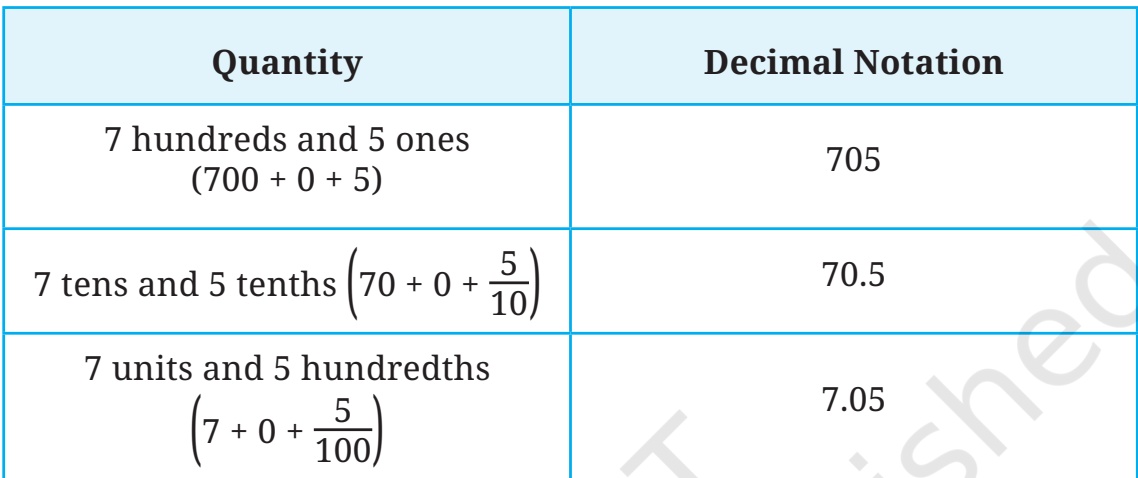 Quantity
Decimal Notation
7 hundreds and 5 ones
(700 + 0 + 5)
705
7 tens and 5 tenths (70 + 0 + 5/10)
70.5
7 units and 5 hundredths
(7 + 0 + 5/100)
7.05